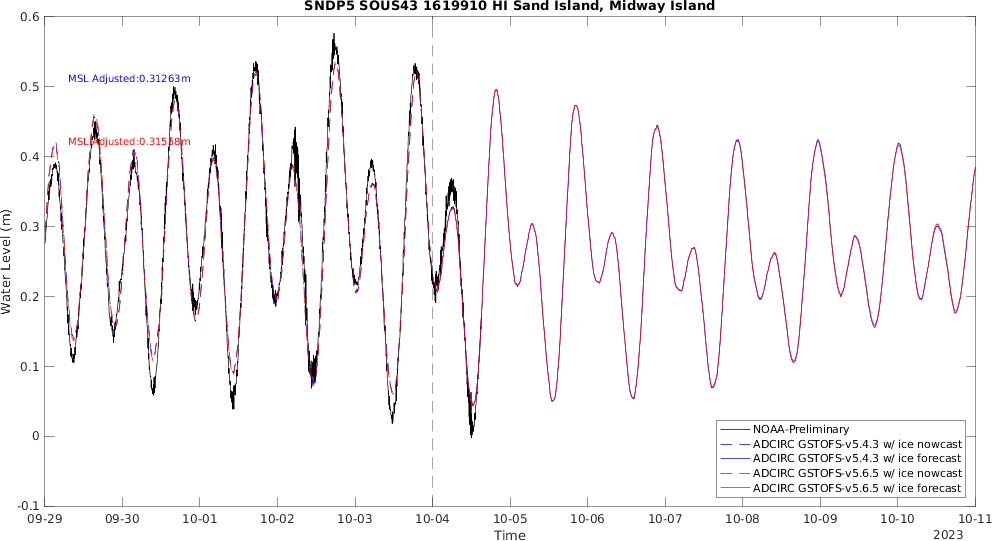 SNDP5 SOUS43 1619910 HI Sand Island, Midway Island
0.6
0.5
0.4
0.3
0.2
0.1
0
-0.1
Water Level (m)
MSL Adjusted:0.31263m
MSL Adjusted:0.31558m
NOAA-Preliminary
ADCIRC GSTOFS-v5.4.3 w/ ice nowcast
ADCIRC GSTOFS-v5.4.3 w/ ice forecast
ADCIRC GSTOFS-v5.6.5 w/ ice nowcast
ADCIRC GSTOFS-v5.6.5 w/ ice forecast
09-29 09-30 10-01 10-02 10-03 10-04 10-05 10-06 10-07 10-08 10-09 10-10 10-11
Time
2023